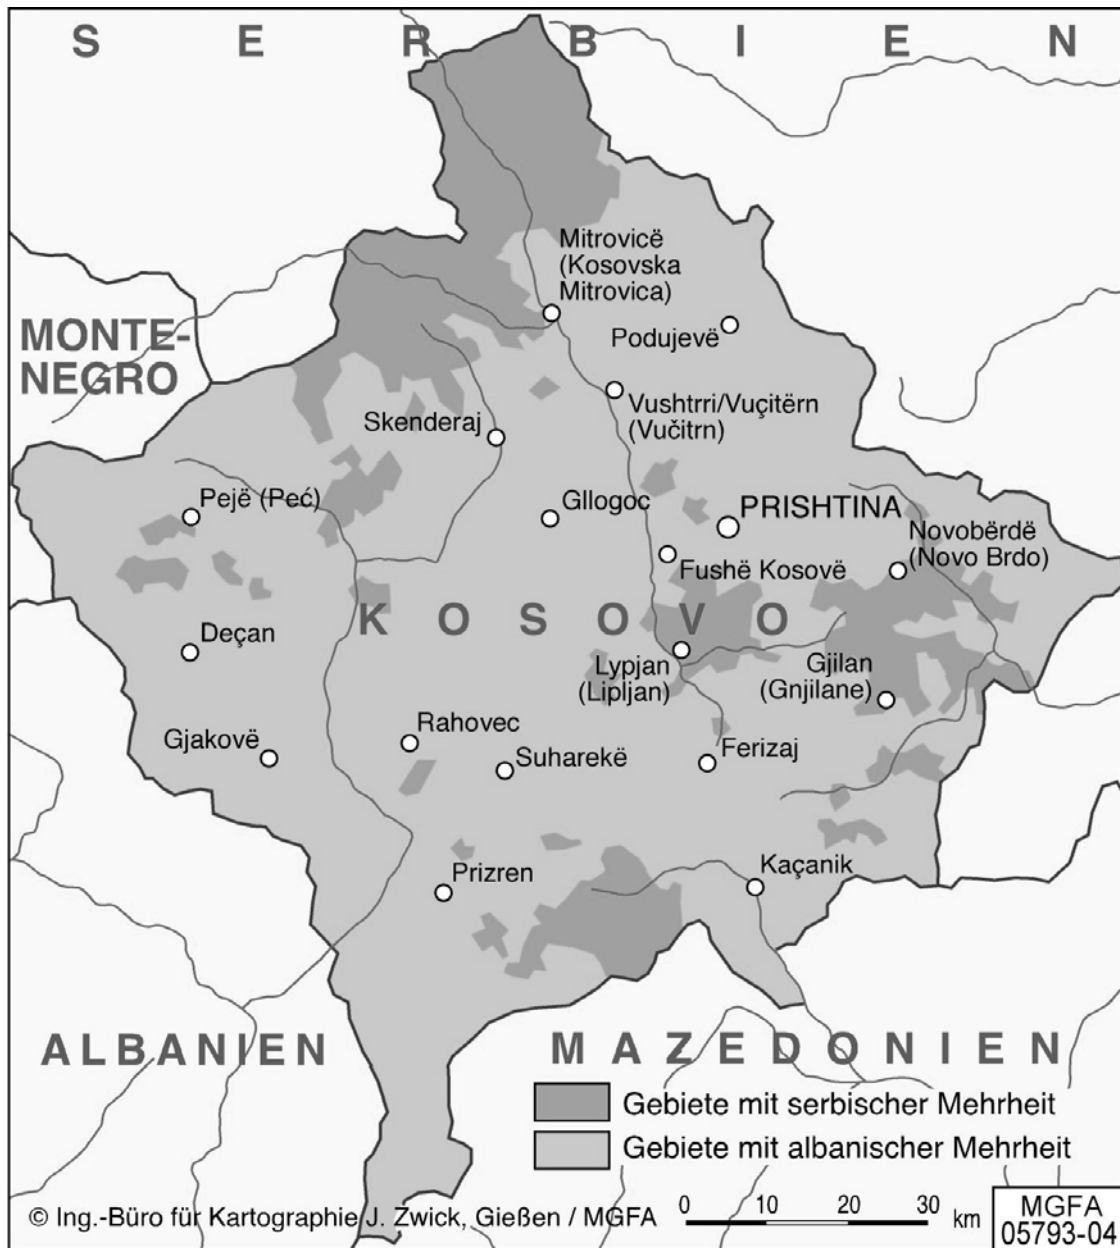 SERBIEN
Mitrovicë
(Kosovska
Mitrovica)
MONTE-
NEGRO
Podujevë
Vushtrri/Vuçitërn
(Vučitrn)
Skenderaj
Pejë (Peć)
Gllogoc
PRISHTINA
Novobërdë
(Novo Brdo)
Fushë Kosovë
KOSOVO
Deçan
Lypjan
(Lipljan)
Gjilan
(Gnjilane)
Rahovec
Gjakovë
Suharekë
Ferizaj
Prizren
Kaçanik
ALBANIEN
MAZEDONIEN
Gebiete mit serbischer Mehrheit
Gebiete mit albanischer Mehrheit
0 10 20 30 km
© Ing.-Büro für Kartographie J. Zwick, Gießen / MGFA
MGFA
05793-04